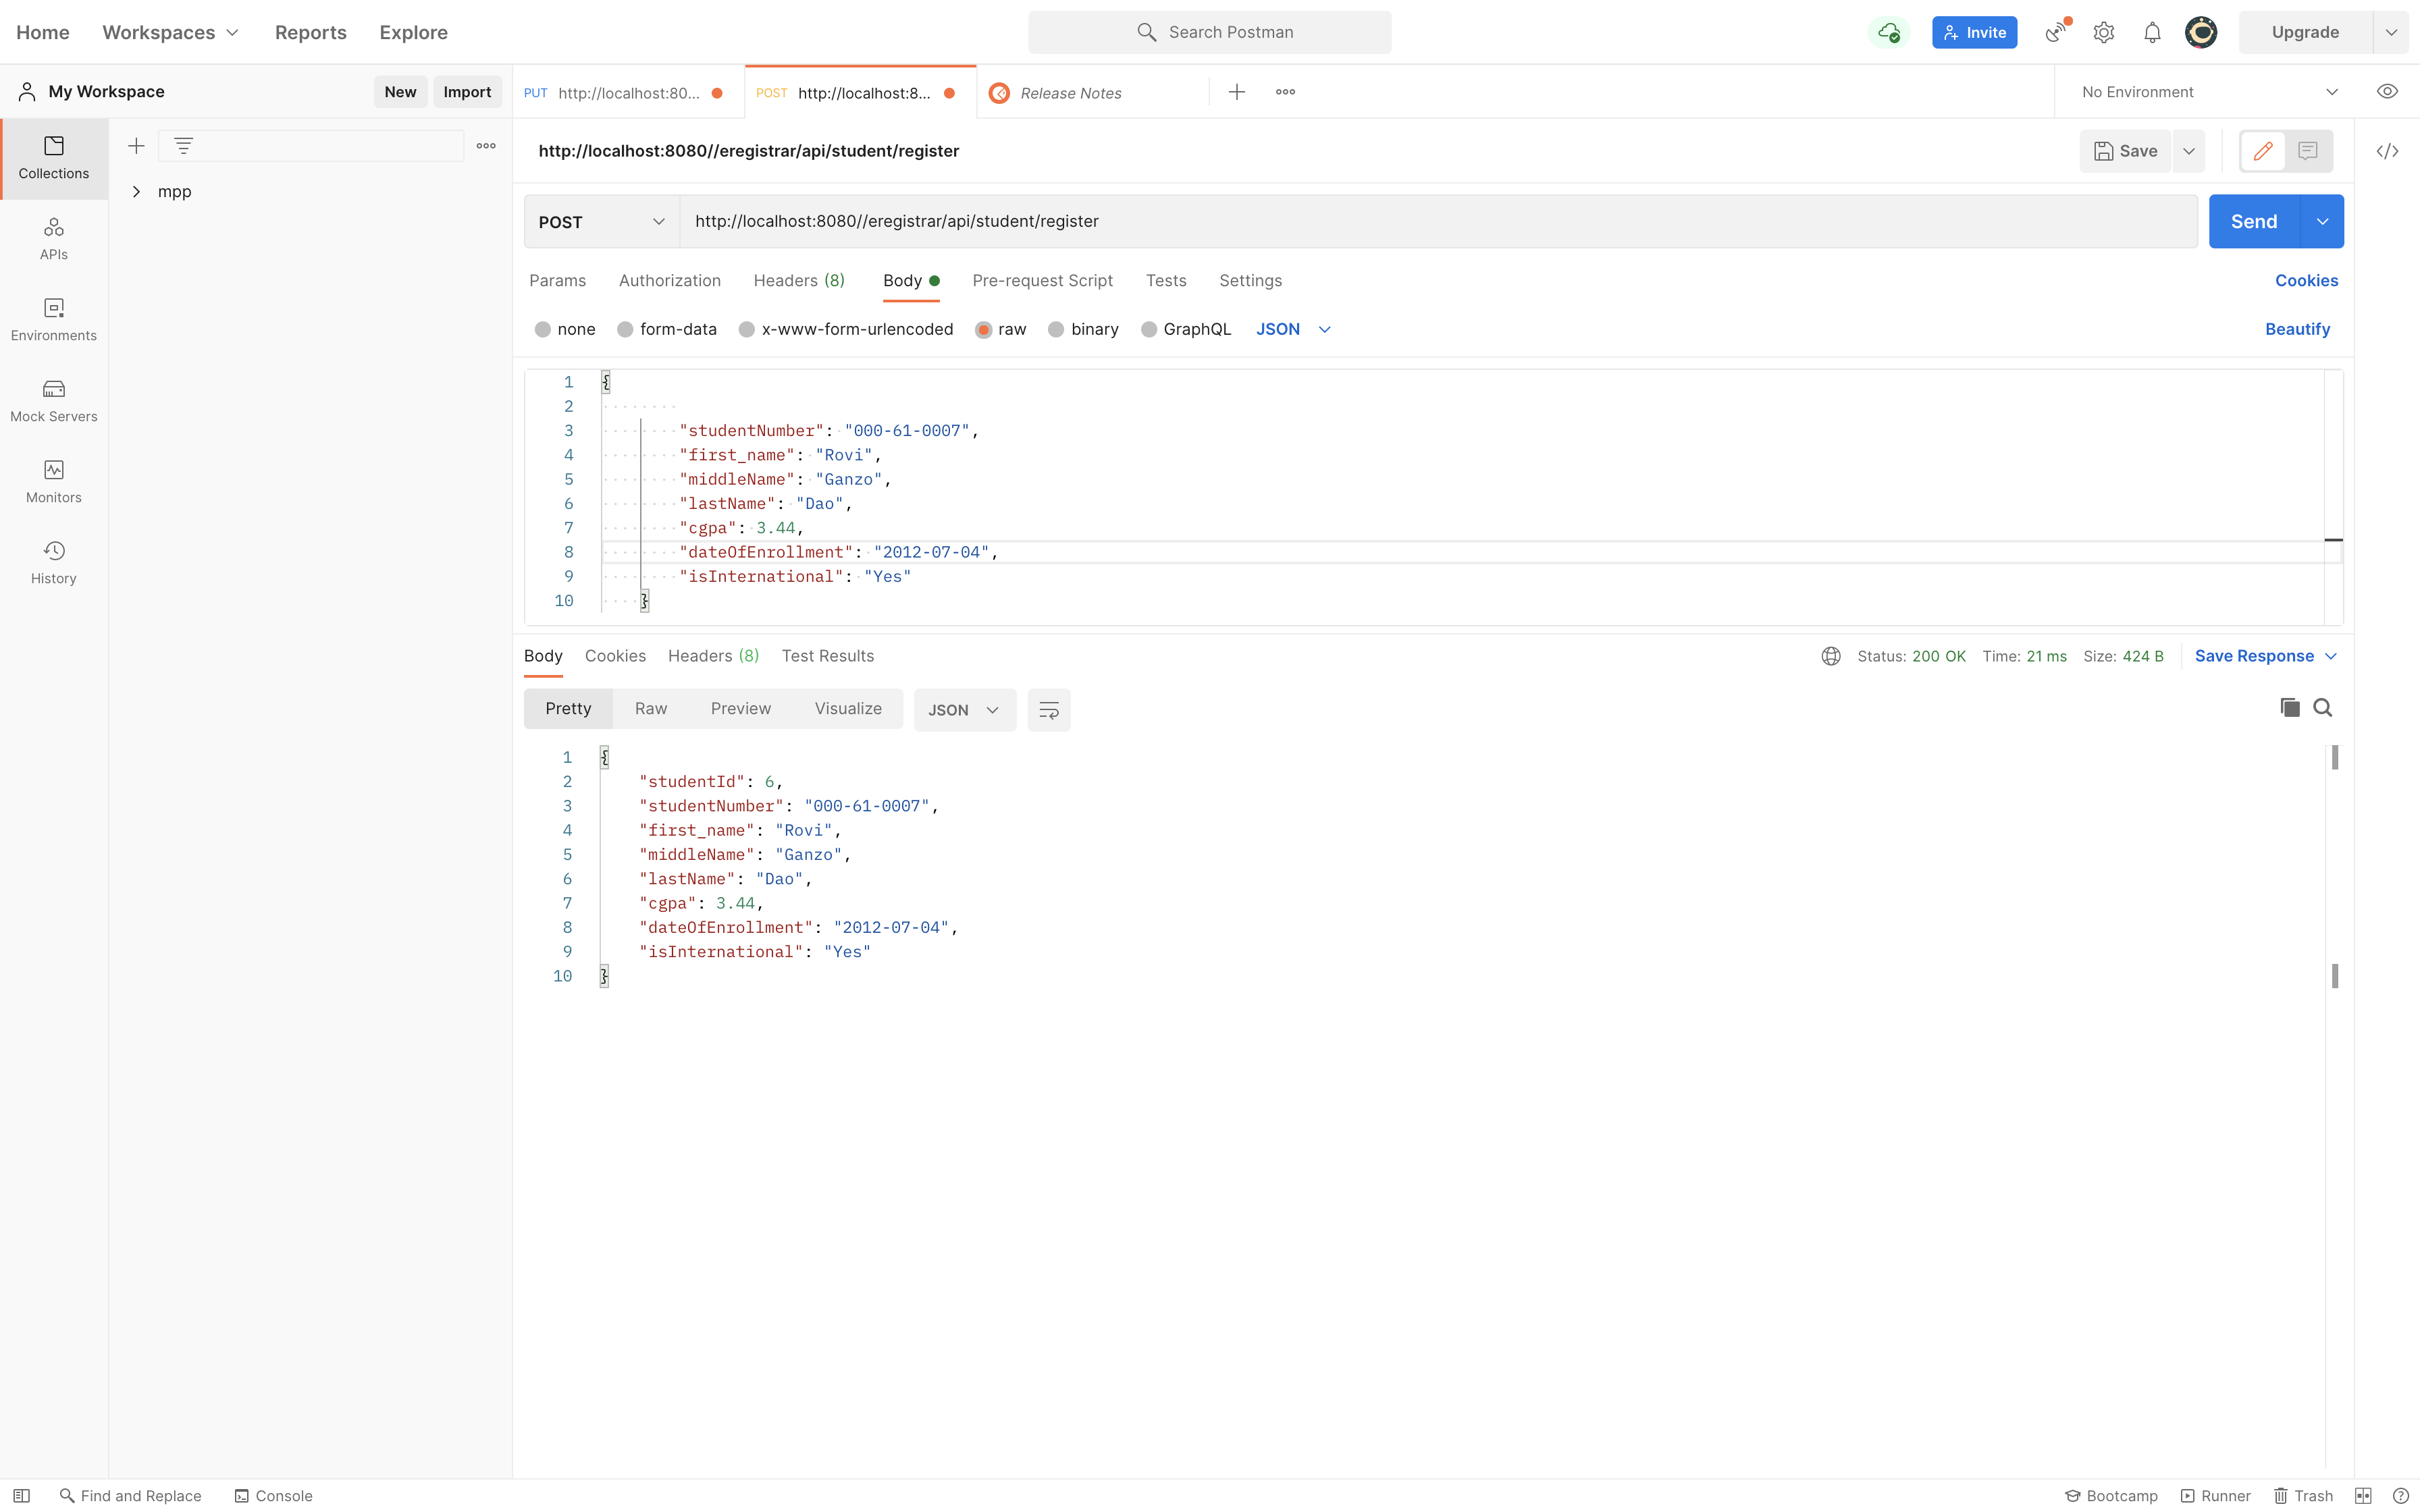 Home Workspaces Reports Explore Search Postman Invite Upgrade
My Workspace New Import PUT http://localhost:80... POST http://localhost:8... Release Notes No Environment
Collections
mpp
APIs
Environments
Mock Servers
Monitors
History
http://localhost:8080//eregistrar/api/student/register Save
POST http://localhost:8080//eregistrar/api/student/register Send
Params Authorization Headers (8) Body Pre-request Script Tests Settings Cookies
none form-data x-www-form-urlencoded raw binary GraphQL JSON Beautify
1 {
2
3 "studentNumber": "000-61-0007",
4 "first_name": "Rovi",
5 "middleName": "Ganzo",
6 "lastName": "Dao",
7 "cgpa": 3.44,
8 "dateOfEnrollment": "2012-07-04",
9 "isInternational": "Yes"
10 }
Body Cookies Headers (8) Test Results Status: 200 OK Time: 21 ms Size: 424 B Save Response
Pretty Raw Preview Visualize JSON
1 {
2 "studentId": 6,
3 "studentNumber": "000-61-0007",
4 "first_name": "Rovi",
5 "middleName": "Ganzo",
6 "lastName": "Dao",
7 "cgpa": 3.44,
8 "dateOfEnrollment": "2012-07-04",
9 "isInternational": "Yes"
10 }
Find and Replace Console Bootcamp Runner Trash